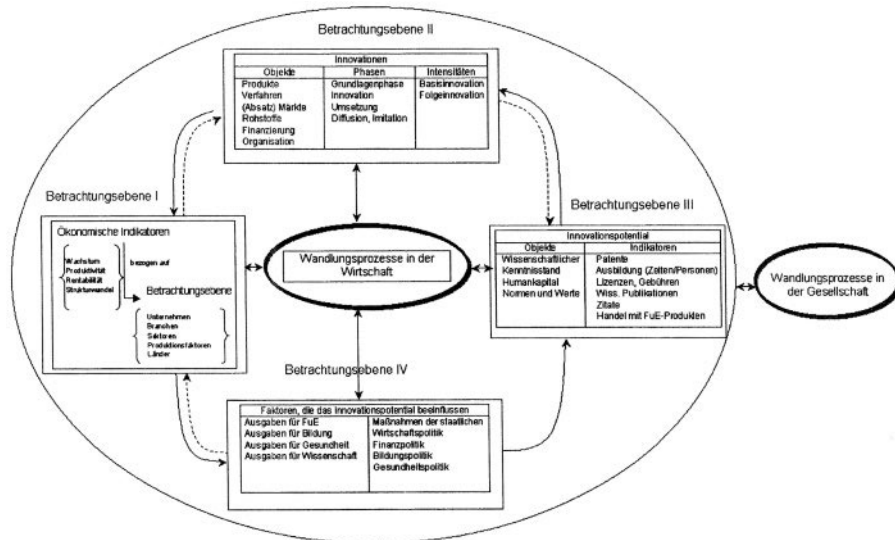 Betrachtungsebene II
Innovationen
Objekte Phasen Intensitäten
Produkte Grundlagenphase Basisinnovation
Verfahren Innovation Folgeinnovation
(Absatz) Märkte Umsetzung
Rohstoffe Diffusion, Imitation
Finanzierung
Organisation
Betrachtungsebene I
Ökonomische Indikatoren
Wachstum
Produktivität bezogen auf
Rentabilität
Strukturwandel
Betrachtungsebene
Unternehmen
Branchen
Sektoren
Produktionsfaktoren
Länder
Wandlungsprozesse in der
Wirtschaft
Betrachtungsebene III
Innovationspotential
Objekte Indikatoren
Wissenschaftlicher Patente
Kenntnisstand Ausbildung (Zeiten/Personen)
Humankapital Lizenzen, Gebühren
Normen und Werte Wiss. Publikationen
Zitate
Handel mit FuE-Produkten
Wandlungsprozesse in
der Gesellschaft
Betrachtungsebene IV
Faktoren, die das Innovationspotential beeinflussen
Ausgaben für FuE Maßnahmen der staatlichen
Ausgaben für Bildung Wirtschaftspolitik
Ausgaben für Gesundheit Finanzpolitik
Ausgaben für Wissenschaft Bildungspolitik
Gesundheitspolitik